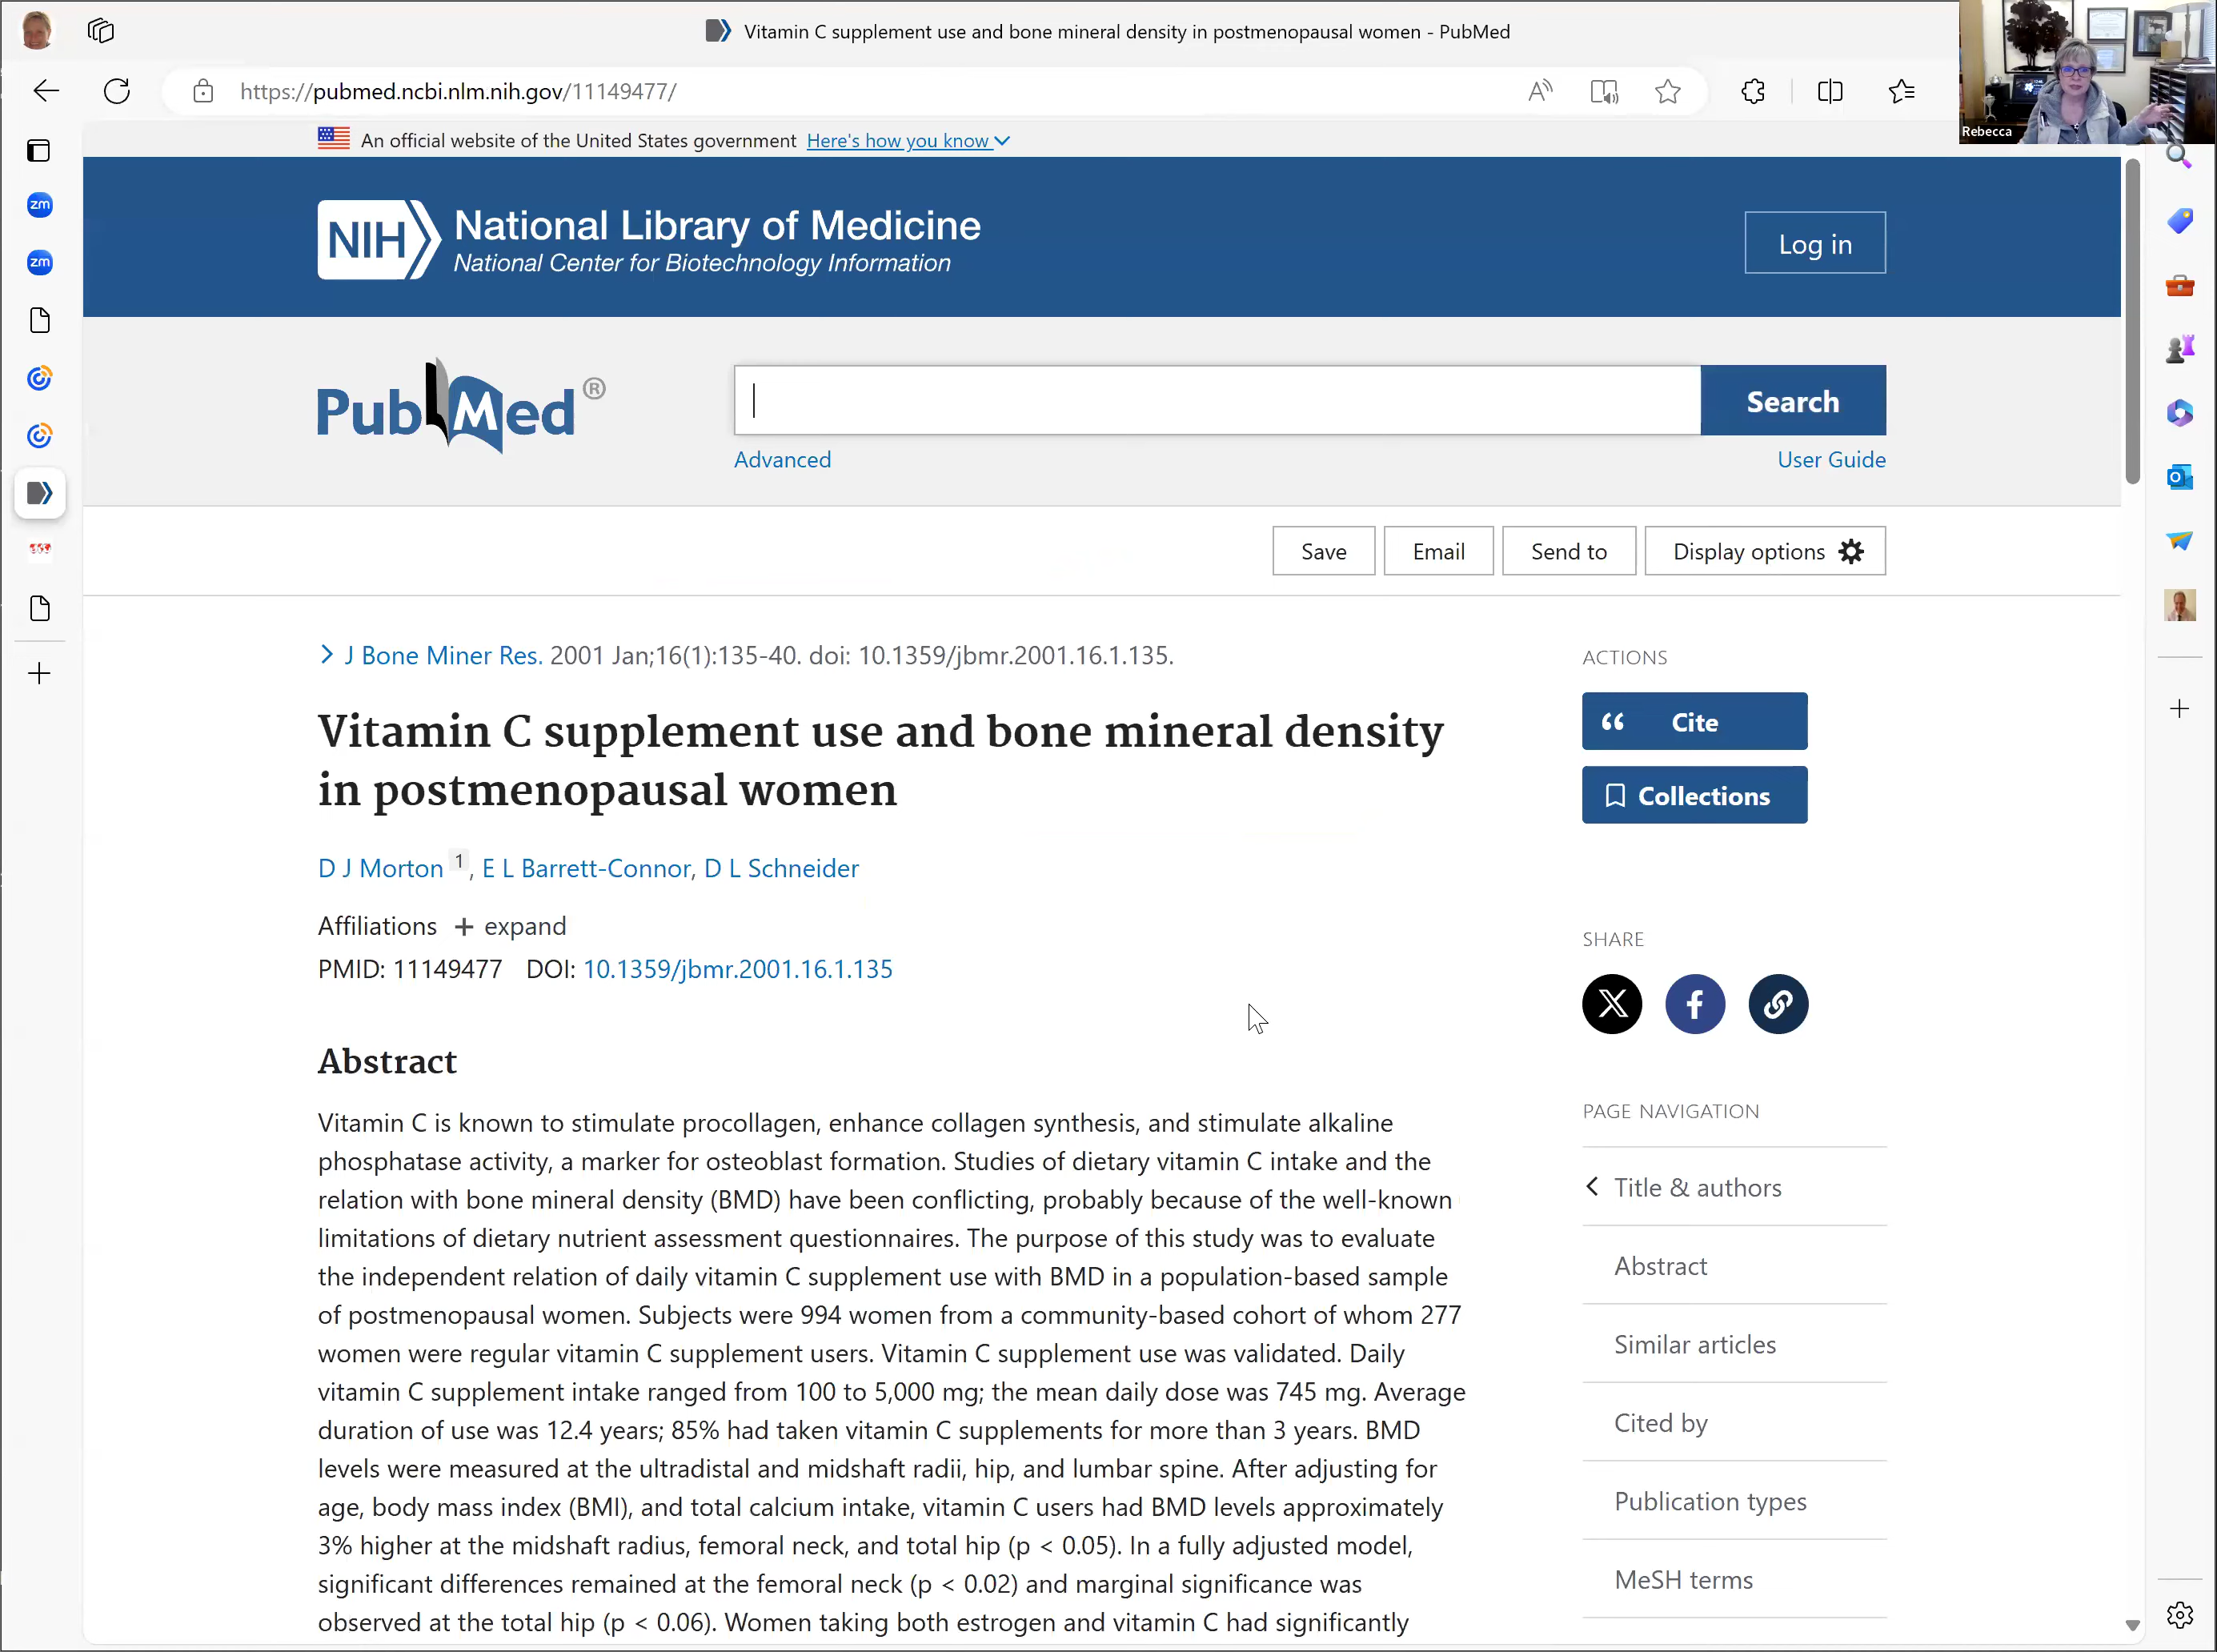 Vitamin C supplement use and bone mineral density in postmenopausal women - PubMed
https://pubmed.ncbi.nlm.nih.gov/11149477/
Rebecca
An official website of the United States government Here's how you know
zm
zm
NIH National Library of Medicine
National Center for Biotechnology Information
Log in
PubMed®
Search
Advanced
User Guide
Save
Email
Send to
Display options
J Bone Miner Res. 2001 Jan;16(1):135-40. doi: 10.1359/jbmr.2001.16.1.135.
Vitamin C supplement use and bone mineral density
in postmenopausal women
D J Morton 1, E L Barrett-Connor, D L Schneider
Affiliations + expand
PMID: 11149477 DOI: 10.1359/jbmr.2001.16.1.135
Abstract
Vitamin C is known to stimulate procollagen, enhance collagen synthesis, and stimulate alkaline
phosphatase activity, a marker for osteoblast formation. Studies of dietary vitamin C intake and the
relation with bone mineral density (BMD) have been conflicting, probably because of the well-known
limitations of dietary nutrient assessment questionnaires. The purpose of this study was to evaluate
the independent relation of daily vitamin C supplement use with BMD in a population-based sample
of postmenopausal women. Subjects were 994 women from a community-based cohort of whom 277
women were regular vitamin C supplement users. Vitamin C supplement use was validated. Daily
vitamin C supplement intake ranged from 100 to 5,000 mg; the mean daily dose was 745 mg. Average
duration of use was 12.4 years; 85% had taken vitamin C supplements for more than 3 years. BMD
levels were measured at the ultradistal and midshaft radii, hip, and lumbar spine. After adjusting for
age, body mass index (BMI), and total calcium intake, vitamin C users had BMD levels approximately
3% higher at the midshaft radius, femoral neck, and total hip (p < 0.05). In a fully adjusted model,
significant differences remained at the femoral neck (p < 0.02) and marginal significance was
observed at the total hip (p < 0.06). Women taking both estrogen and vitamin C had significantly
ACTIONS
Cite
Collections
SHARE
PAGE NAVIGATION
Title & authors
Abstract
Similar articles
Cited by
Publication types
MeSH terms